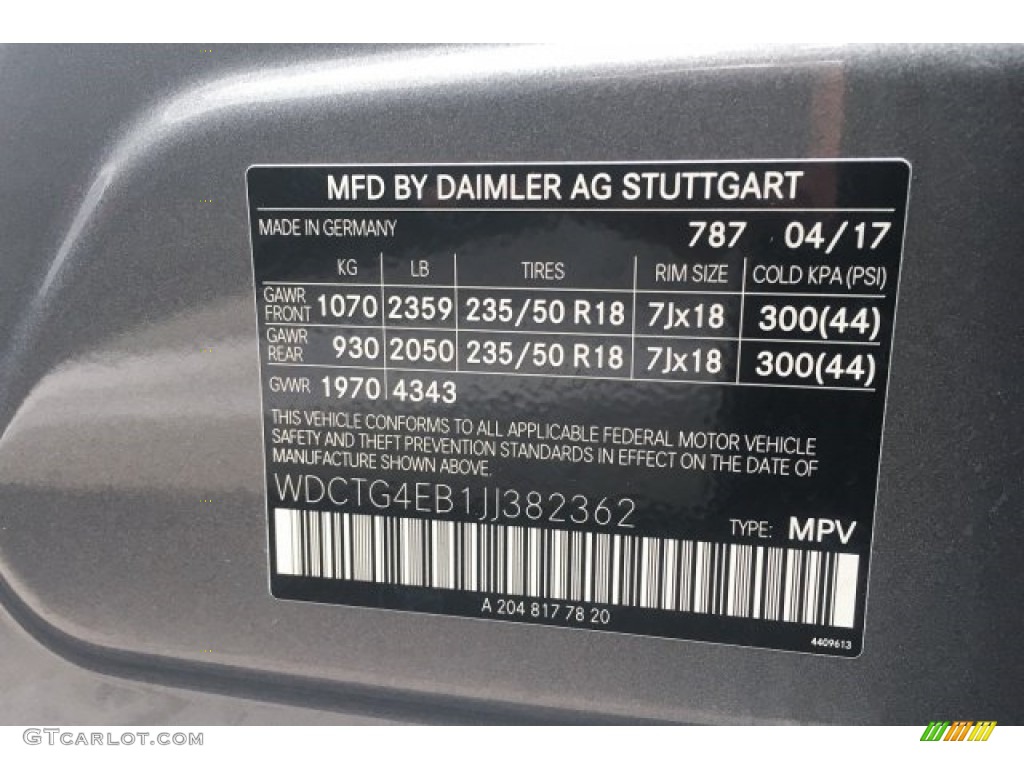 MFD BY DAIMLER AG STUTTGART
MADE IN GERMANY 787 04/17
KG LB TIRES RIM SIZE COLD KPA (PSI)
GAWR FRONT 1070 2359 235/50 R18 7Jx18 300(44)
GAWR REAR 930 2050 235/50 R18 7Jx18 300(44)
GVWR 1970 4343
THIS VEHICLE CONFORMS TO ALL APPLICABLE FEDERAL MOTOR VEHICLE
SAFETY AND THEFT PREVENTION STANDARDS IN EFFECT ON THE DATE OF
MANUFACTURE SHOWN ABOVE.
WDCTG4EB1JJ382362
TYPE: MPV
A 204 817 78 20
4409613
GTCarLot.com